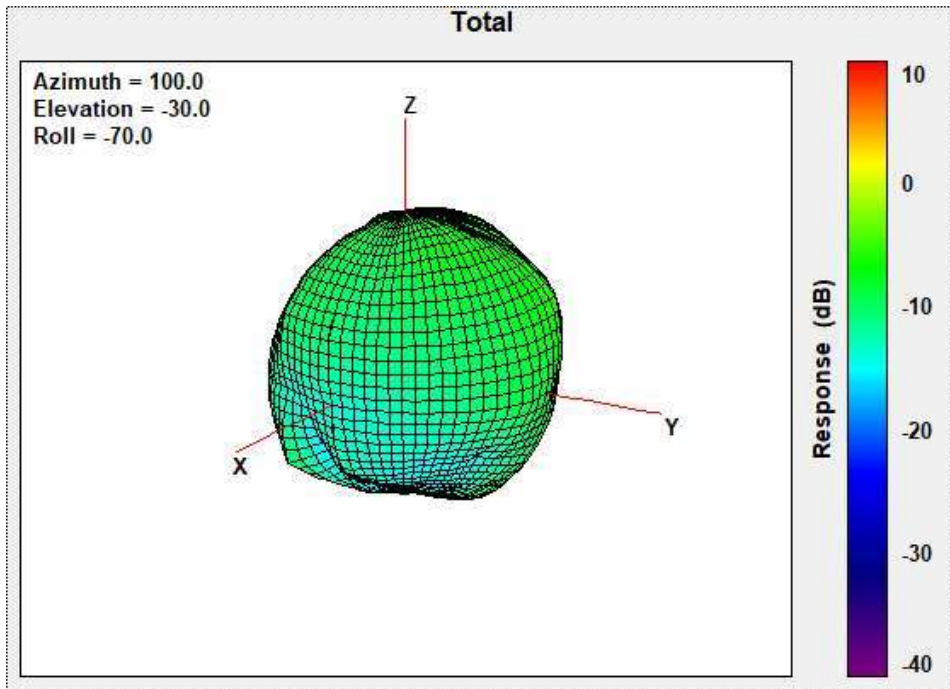 Total
Azimuth = 100.0
Elevation = -30.0
Roll = -70.0
Z
Y
X
10
0
-10
-20
-30
-40
Response (dB)